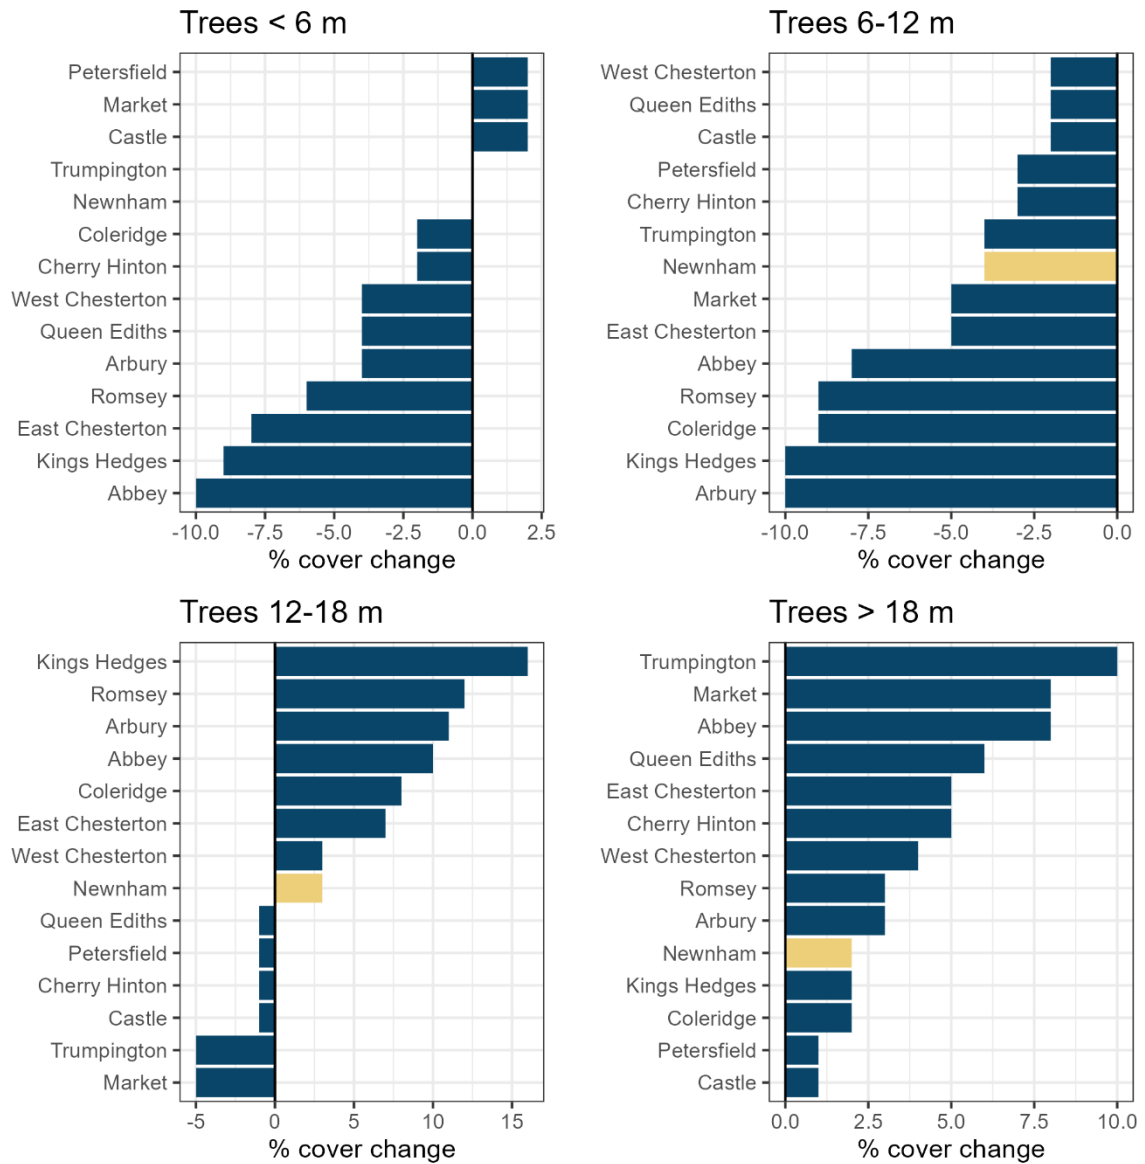 Trees < 6 m
Petersfield
Market
Castle
Trumpington
Newnham
Coleridge
Cherry Hinton
West Chesterton
Queen Ediths
Arbury
Romsey
East Chesterton
Kings Hedges
Abbey
-10.0 -7.5 -5.0 -2.5 0.0 2.5
% cover change
Trees 6-12 m
West Chesterton
Queen Ediths
Castle
Petersfield
Cherry Hinton
Trumpington
Newnham
Market
East Chesterton
Abbey
Romsey
Coleridge
Kings Hedges
Arbury
-10.0 -7.5 -5.0 -2.5 0.0
% cover change
Trees 12-18 m
Kings Hedges
Romsey
Arbury
Abbey
Coleridge
East Chesterton
West Chesterton
Newnham
Queen Ediths
Petersfield
Cherry Hinton
Castle
Trumpington
Market
-5 0 5 10 15
% cover change
Trees > 18 m
Trumpington
Market
Abbey
Queen Ediths
East Chesterton
Cherry Hinton
West Chesterton
Romsey
Arbury
Newnham
Kings Hedges
Coleridge
Petersfield
Castle
0.0 2.5 5.0 7.5 10.0
% cover change